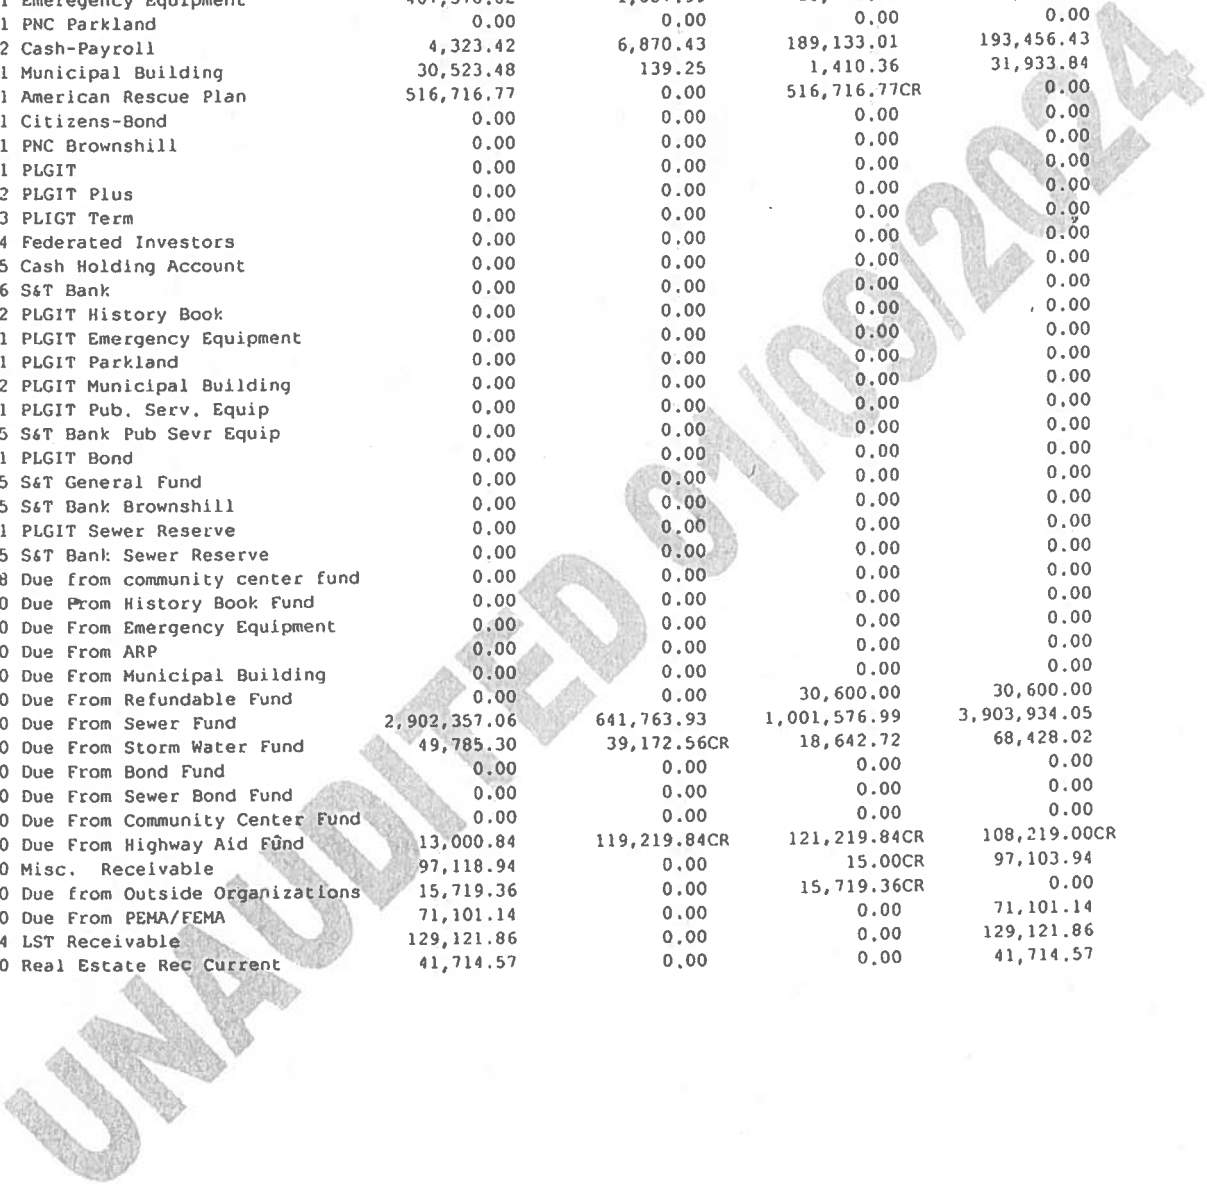 1 Emeregency Equipment
1 PNC Parkland 0.00 0.00 0.00 0.00
2 Cash-Payroll 4,323.42 6,870.43 189,133.01 193,456.43
1 Municipal Building 30,523.48 139.25 1,410.36 31,933.84
1 American Rescue Plan 516,716.77 0.00 516,716.77CR 0.00
1 Citizens-Bond 0.00 0.00 0.00 0.00
1 PNC Brownshill 0.00 0.00 0.00 0.00
1 PLGIT 0.00 0.00 0.00 0.00
2 PLGIT Plus 0.00 0.00 0.00 0.00
3 PLIGT Term 0.00 0.00 0.00 0.00
4 Federated Investors 0.00 0.00 0.00 0.00
5 Cash Holding Account 0.00 0.00 0.00 0.00
6 S&T Bank 0.00 0.00 0.00 0.00
2 PLGIT History Book 0.00 0.00 0.00 0.00
1 PLGIT Emergency Equipment 0.00 0.00 0.00 0.00
1 PLGIT Parkland 0.00 0.00 0.00 0.00
2 PLGIT Municipal Building 0.00 0.00 0.00 0.00
1 PLGIT Pub. Serv. Equip 0.00 0.00 0.00 0.00
5 S&T Bank Pub Sevr Equip 0.00 0.00 0.00 0.00
1 PLGIT Bond 0.00 0.00 0.00 0.00
5 S&T General Fund 0.00 0.00 0.00 0.00
5 S&T Bank Brownshill 0.00 0.00 0.00 0.00
1 PLGIT Sewer Reserve 0.00 0.00 0.00 0.00
5 S&T Bank Sewer Reserve 0.00 0.00 0.00 0.00
8 Due from community center fund 0.00 0.00 0.00 0.00
0 Due From History Book Fund 0.00 0.00 0.00 0.00
0 Due From Emergency Equipment 0.00 0.00 0.00 0.00
0 Due From ARP 0.00 0.00 0.00 0.00
0 Due From Municipal Building 0.00 0.00 0.00 0.00
0 Due From Refundable Fund 0.00 0.00 30,600.00 30,600.00
0 Due From Sewer Fund 2,902,357.06 641,763.93 1,001,576.99 3,903,934.05
0 Due From Storm Water Fund 49,785.30 39,172.56CR 18,642.72 68,428.02
0 Due From Bond Fund 0.00 0.00 0.00 0.00
0 Due From Sewer Bond Fund 0.00 0.00 0.00 0.00
0 Due From Community Center Fund 0.00 0.00 0.00 0.00
0 Due From Highway Aid Fund 13,000.84 119,219.84CR 121,219.84CR 108,219.00CR
0 Misc. Receivable 97,118.94 0.00 15.00CR 97,103.94
0 Due from Outside Organizations 15,719.36 0.00 15,719.36CR 0.00
0 Due From PEMA/FEMA 71,101.14 0.00 0.00 71,101.14
4 LST Receivable 129,121.86 0.00 0.00 129,121.86
0 Real Estate Rec Current 41,714.57 0.00 0.00 41,714.57
UNAUDITED 01/09/2024